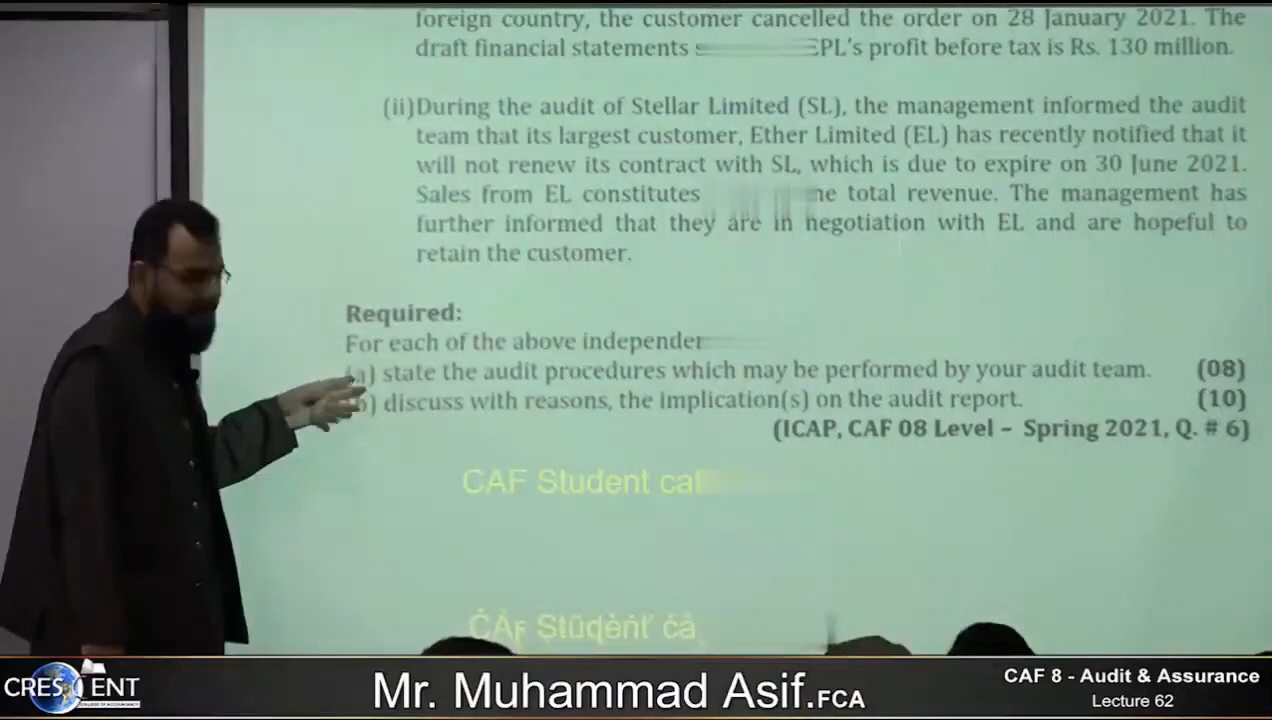 foreign country, the customer cancelled the order on 28 January 2021. The
draft financial statements PL's profit before tax is Rs. 130 million.
(ii)During the audit of Stellar Limited (SL), the management informed the audit
team that its largest customer, Ether Limited (EL) has recently notified that it
will not renew its contract with SL, which is due to expire on 30 June 2021.
Sales from EL constitutes total revenue. The management has
further informed that they are in negotiation with EL and are hopeful to
retain the customer.
Required:
For each of the above
(a) state the audit procedures which may be performed by your audit team. (08)
(b) discuss with reasons, the implication(s) on the audit report. (10)
(ICAP, CAF 08 Level – Spring 2021, Q. # 6)
CAF Student
CRESCENT
Mr. Muhammad Asif.FCA
CAF 8 - Audit & Assurance
Lecture 62